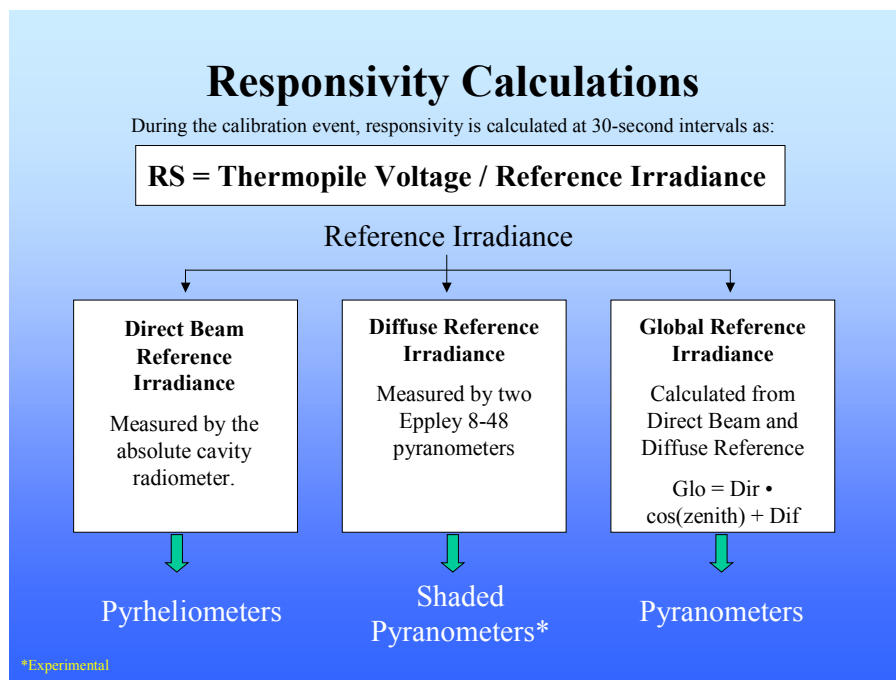 Responsivity Calculations
During the calibration event, responsivity is calculated at 30-second intervals as:
RS = Thermopile Voltage / Reference Irradiance
Reference Irradiance
Direct Beam
Reference
Irradiance
Measured by the
absolute cavity
radiometer.
Diffuse Reference
Irradiance
Measured by two
Eppley 8-48
pyranometers
Global Reference
Irradiance
Calculated from
Direct Beam and
Diffuse Reference
Glo = Dir •
cos(zenith) + Dif
Pyrheliometers
Shaded
Pyranometers*
Pyranometers
*Experimental